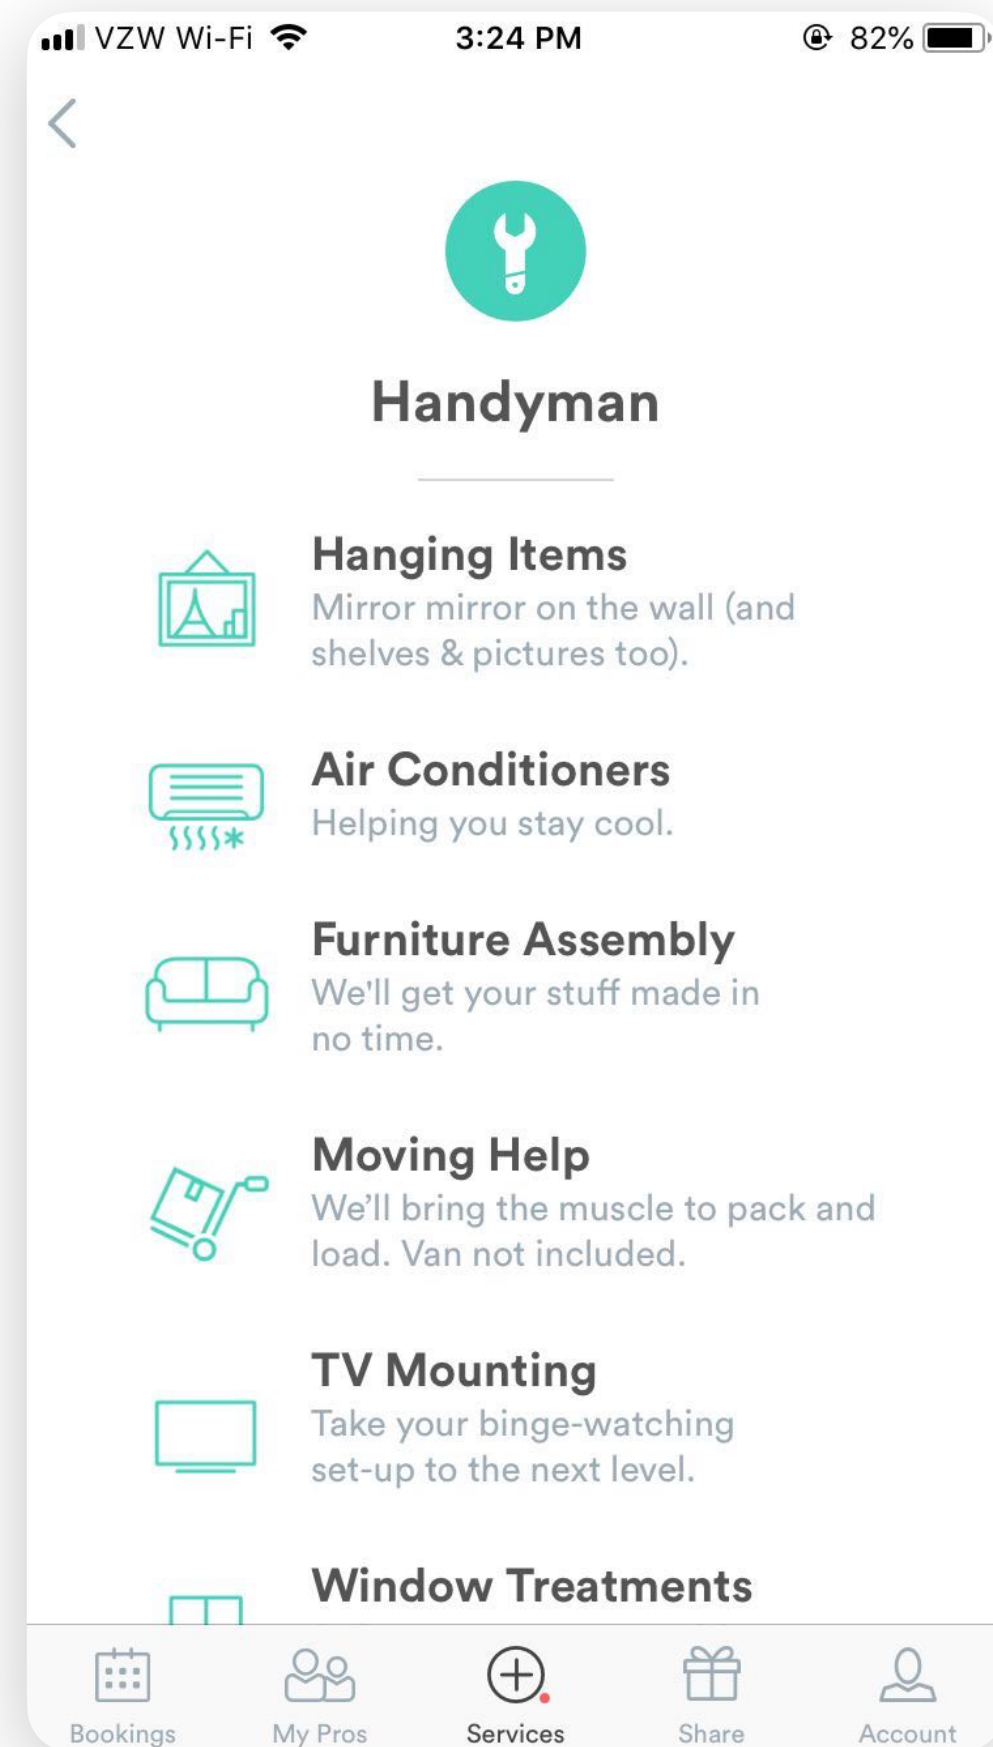 VZW Wi-Fi 3:24 PM 82%
Handyman
Hanging Items
Mirror mirror on the wall (and
shelves & pictures too).
Air Conditioners
Helping you stay cool.
Furniture Assembly
We'll get your stuff made in
no time.
Moving Help
We’ll bring the muscle to pack and
load. Van not included.
TV Mounting
Take your binge-watching
set-up to the next level.
Window Treatments
Bookings My Pros Services Share Account